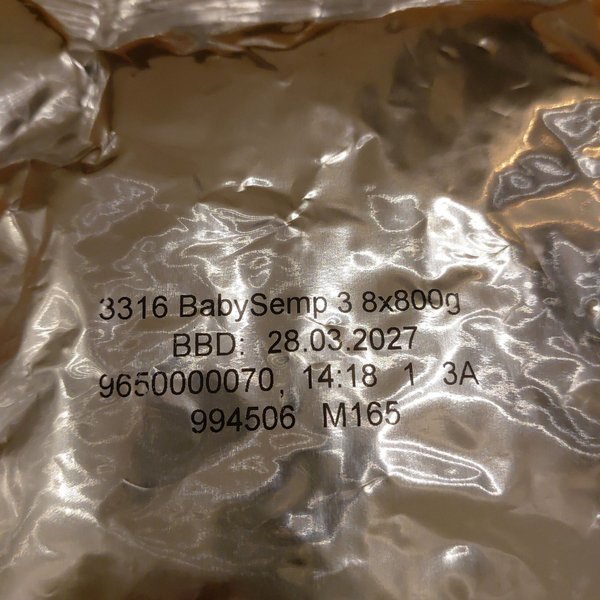 3316 BabySemp 3 8x800g
BBD: 28.03.2027
9650000070, 14:18 1 3A
994506 M165